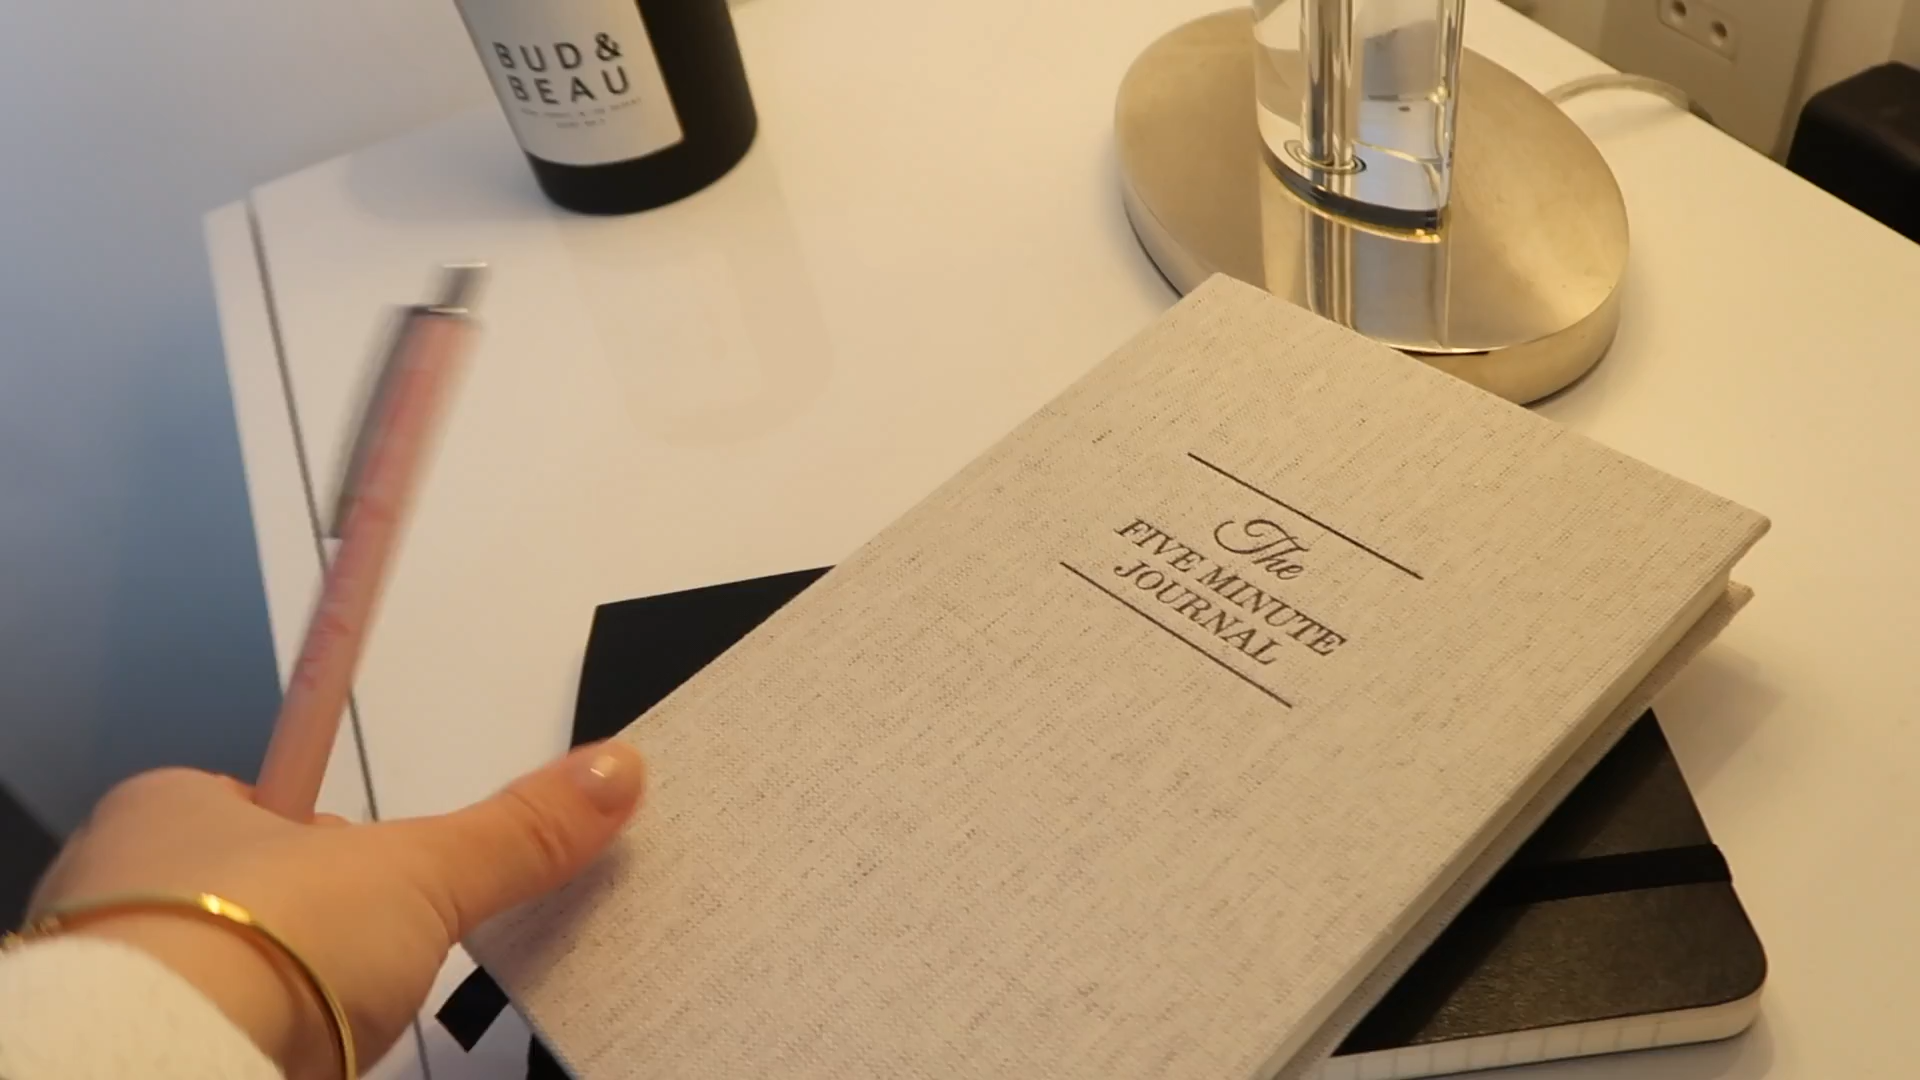 BUD &
BEAU
The
FIVE MINUTE
JOURNAL